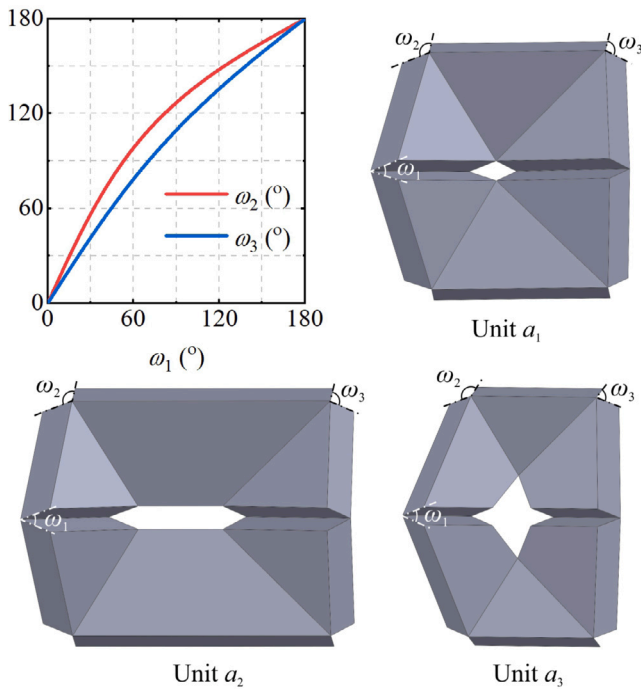 180
120
60
0
0 60 120 180
ω₂ (°)
ω₃ (°)
ω₁ (°)
ω₂ ω₃
ω₁
Unit a₁
ω₂ ω₃
ω₁
Unit a₂
ω₂ ω₃
ω₁
Unit a₃